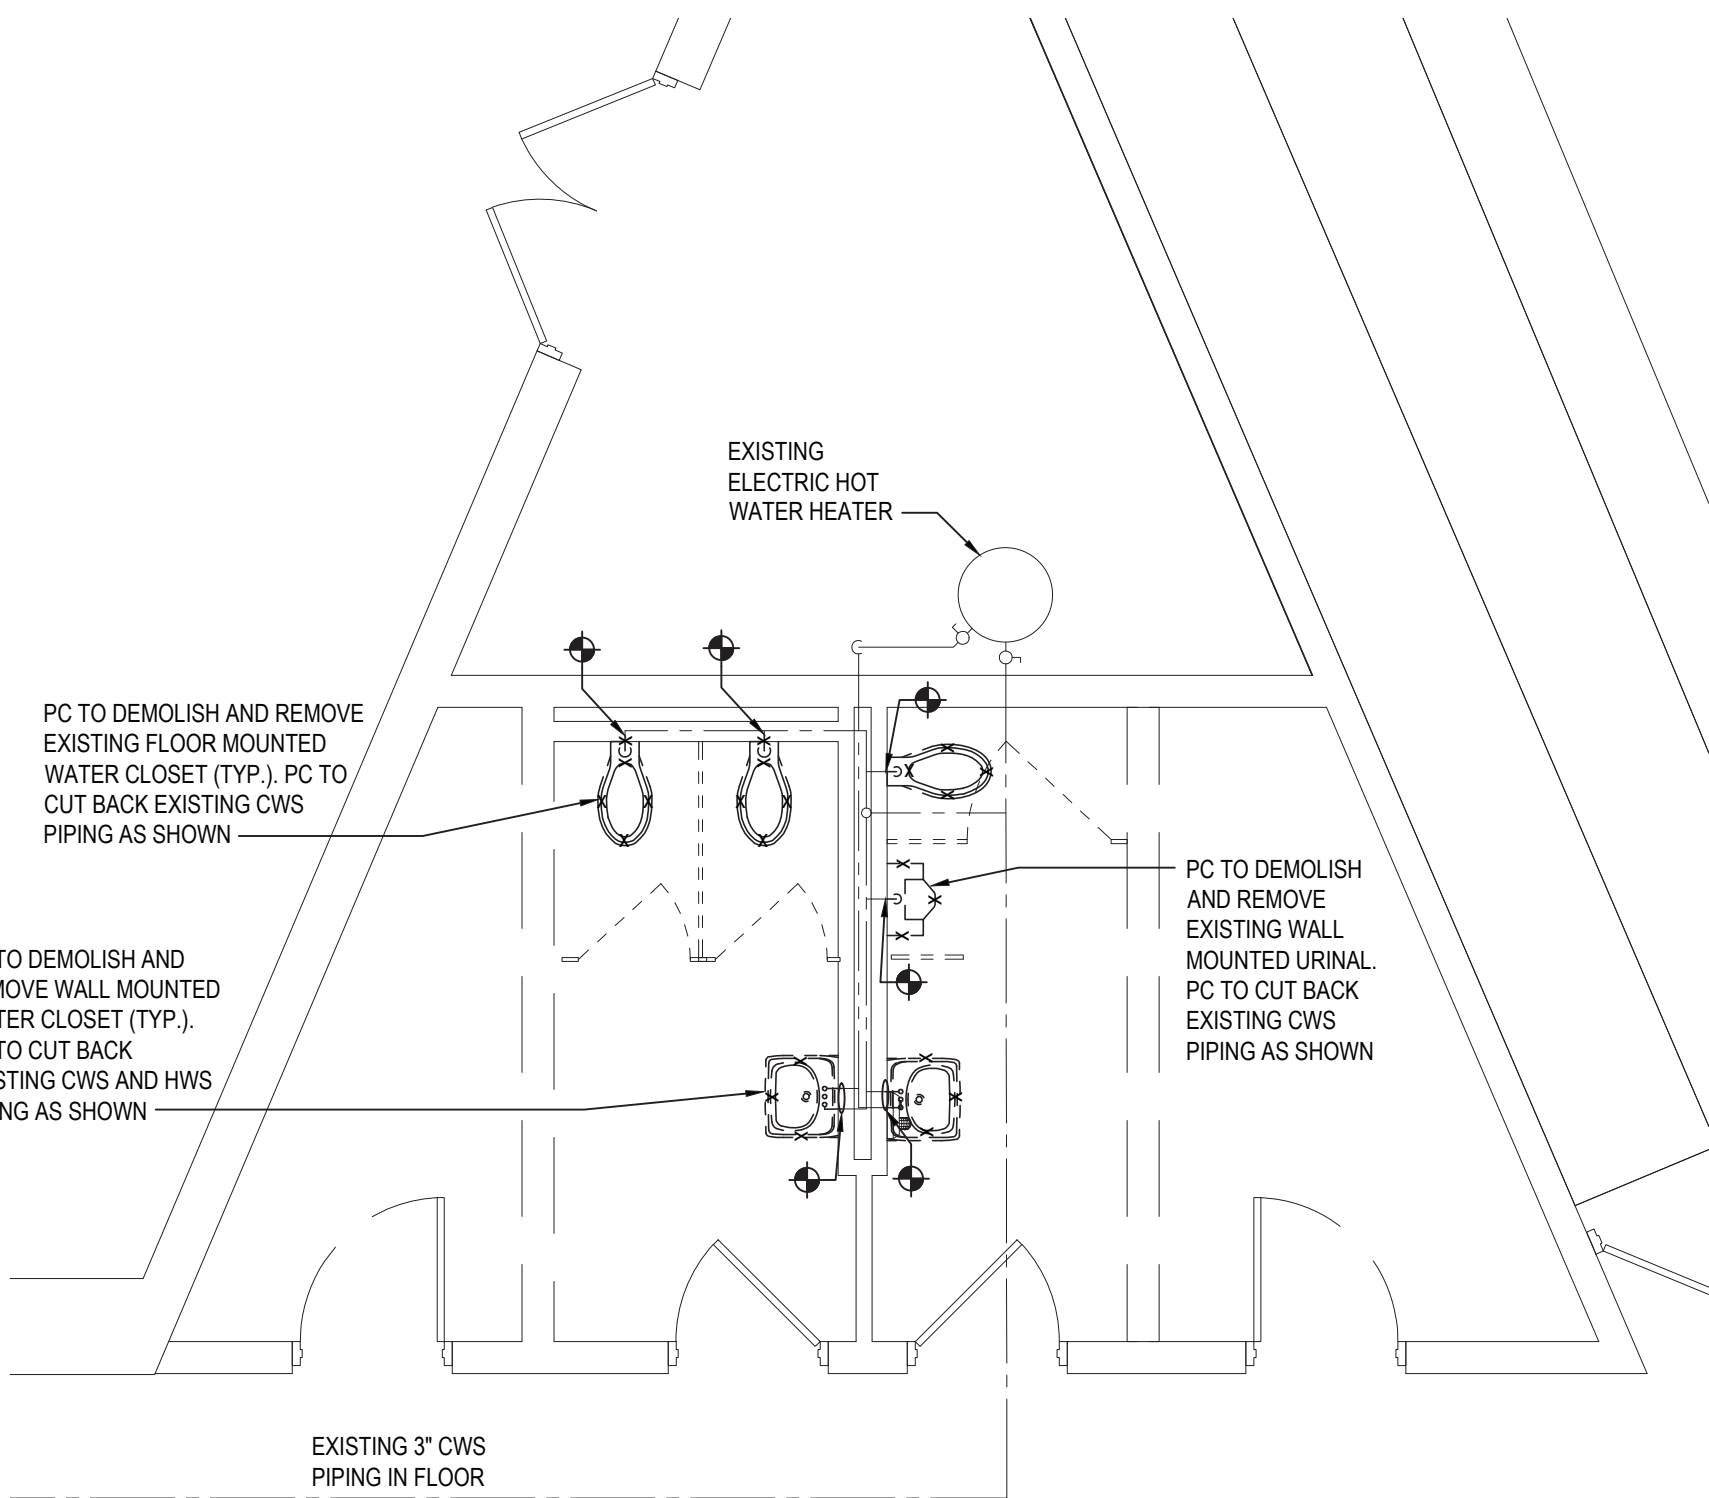 EXISTING
ELECTRIC HOT
WATER HEATER
PC TO DEMOLISH AND REMOVE
EXISTING FLOOR MOUNTED
WATER CLOSET (TYP.). PC TO
CUT BACK EXISTING CWS
PIPING AS SHOWN
PC TO DEMOLISH
AND REMOVE
EXISTING WALL
MOUNTED URINAL.
PC TO CUT BACK
EXISTING CWS
PIPING AS SHOWN
TO DEMOLISH AND
MOVE WALL MOUNTED
TER CLOSET (TYP.).
TO CUT BACK
STING CWS AND HWS
NG AS SHOWN
EXISTING 3" CWS
PIPING IN FLOOR